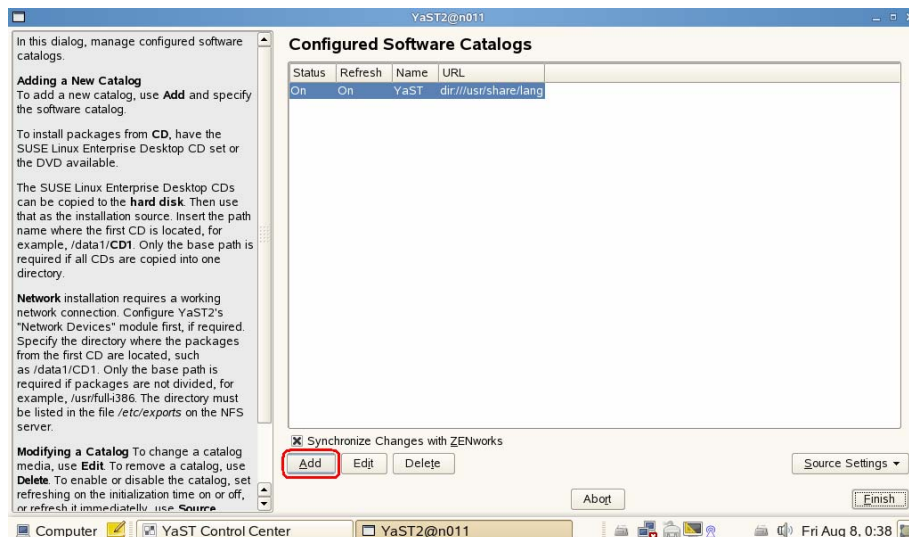 YaST2@n011
In this dialog, manage configured software
catalogs.
Adding a New Catalog
To add a new catalog, use Add and specify
the software catalog.
To install packages from CD, have the
SUSE Linux Enterprise Desktop CD set or
the DVD available.
The SUSE Linux Enterprise Desktop CDs
can be copied to the hard disk. Then use
that as the installation source. Insert the path
name where the first CD is located, for
example, /data1/CD1. Only the base path is
required if all CDs are copied into one
directory.
Network installation requires a working
network connection. Configure YaST2's
"Network Devices" module first, if required.
Specify the directory where the packages
from the first CD are located, such
as /data1/CD1. Only the base path is
required if packages are not divided, for
example, /usr/full-i386. The directory must
be listed in the file /etc/exports on the NFS
server.
Modifying a Catalog To change a catalog
media, use Edit. To remove a catalog, use
Delete. To enable or disable the catalog, set
refreshing on the initialization time on or off,
or refresh it immediatelly, use Source
Configured Software Catalogs
Status Refresh Name URL
On On YaST dir:///usr/share/lang
Synchronize Changes with ZENworks
Add Edit Delete Source Settings
Abort Finish
Computer YaST Control Center YaST2@n011 Fri Aug 8, 0:38